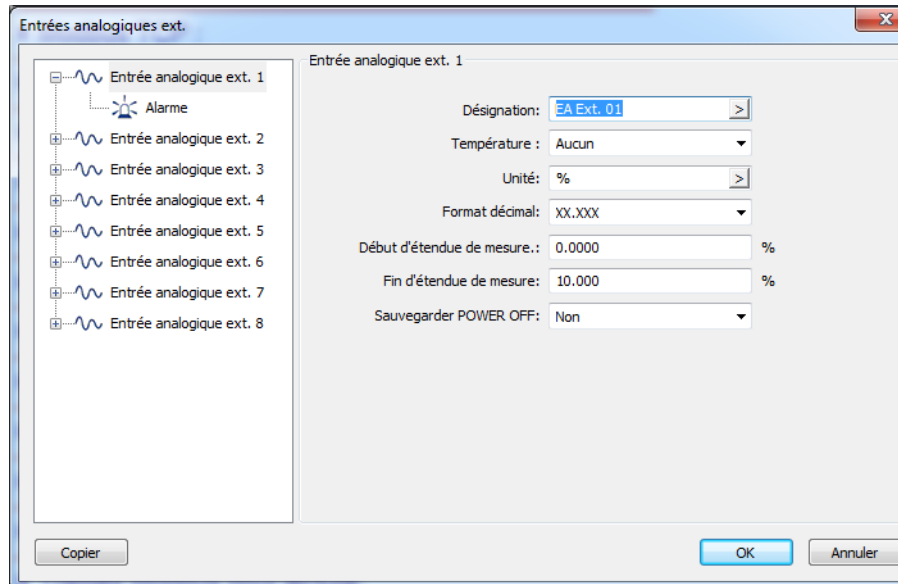 Entrées analogiques ext.
Entrée analogique ext. 1
Alarme
Entrée analogique ext. 2
Entrée analogique ext. 3
Entrée analogique ext. 4
Entrée analogique ext. 5
Entrée analogique ext. 6
Entrée analogique ext. 7
Entrée analogique ext. 8
Entrée analogique ext. 1
Désignation: EA Ext. 01 >
Température : Aucun
Unité: % >
Format décimal: XX.XXX
Début d'étendue de mesure.: 0.0000 %
Fin d'étendue de mesure: 10.000 %
Sauvegarder POWER OFF: Non
Copier OK Annuler